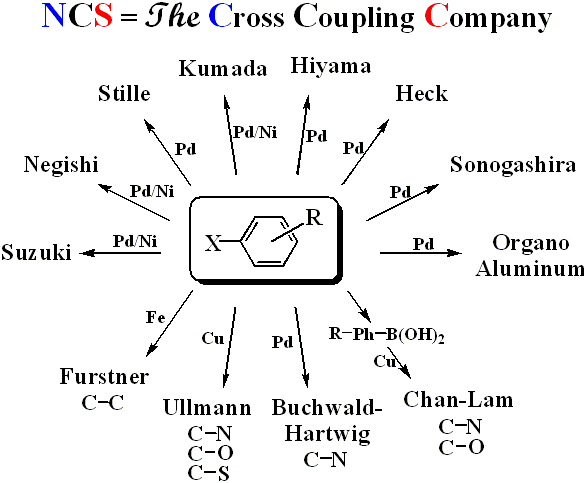 NCS = The Cross Coupling Company
Kumada
Hiyama
Stille
Heck
Pd/Ni
Pd
Pd
Pd
Negishi
Sonogashira
Pd/Ni
Pd
R
X
Suzuki
Pd/Ni
Pd
Organo
Aluminum
Fe
Cu
Pd
R–Ph–B(OH)2
Cu
Furstner
C–C
Ullmann
C–N
C–O
C–S
Buchwald-
Hartwig
C–N
Chan-Lam
C–N
C–O